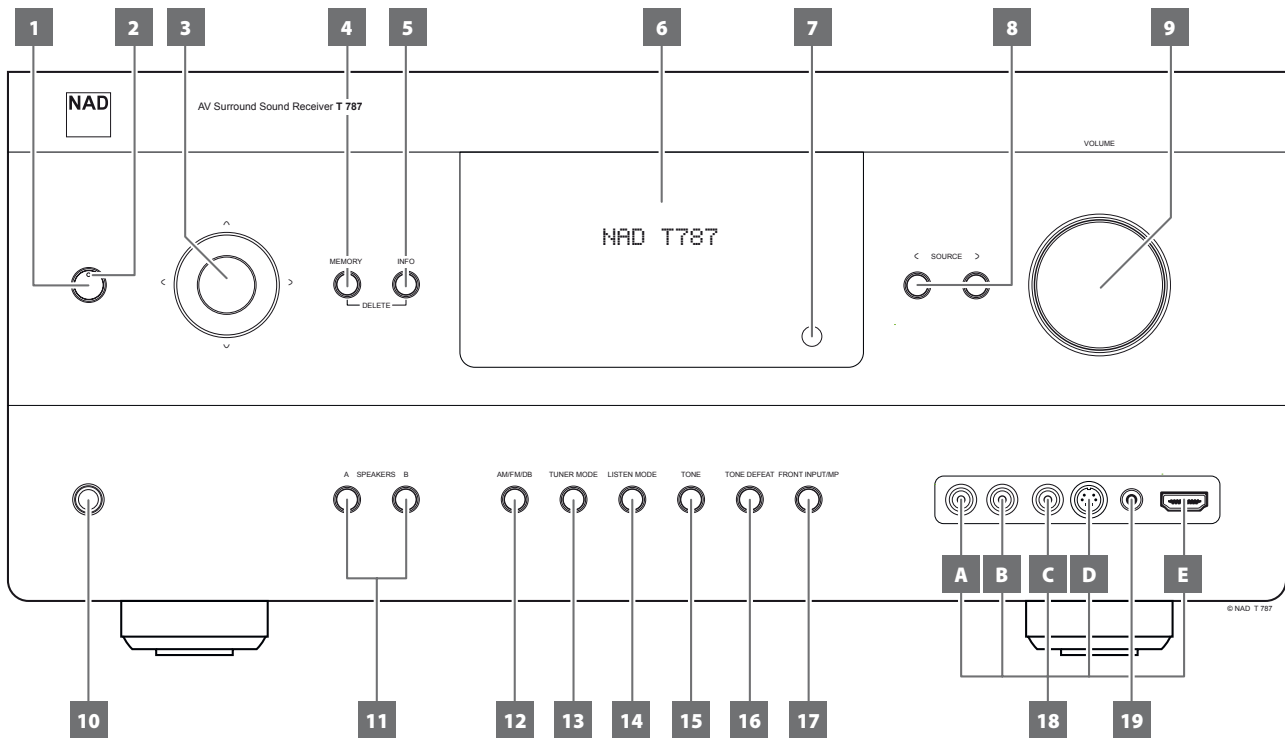 1 2 3 4 5 6 7 8 9
NAD
AV Surround Sound Receiver T 787
VOLUME
NAD T787
< SOURCE >
MEMORY INFO
DELETE
A SPEAKERS B AM/FM/DB TUNER MODE LISTEN MODE TONE TONE DEFEAT FRONT INPUT/MP
A B C D E
© NAD T 787
10 11 12 13 14 15 16 17 18 19